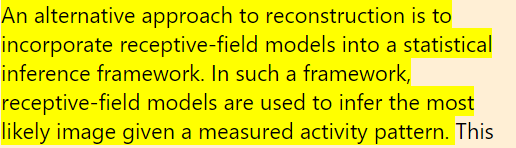 An alternative approach to reconstruction is to
incorporate receptive-field models into a statistical
inference framework. In such a framework,
receptive-field models are used to infer the most
likely image given a measured activity pattern. This